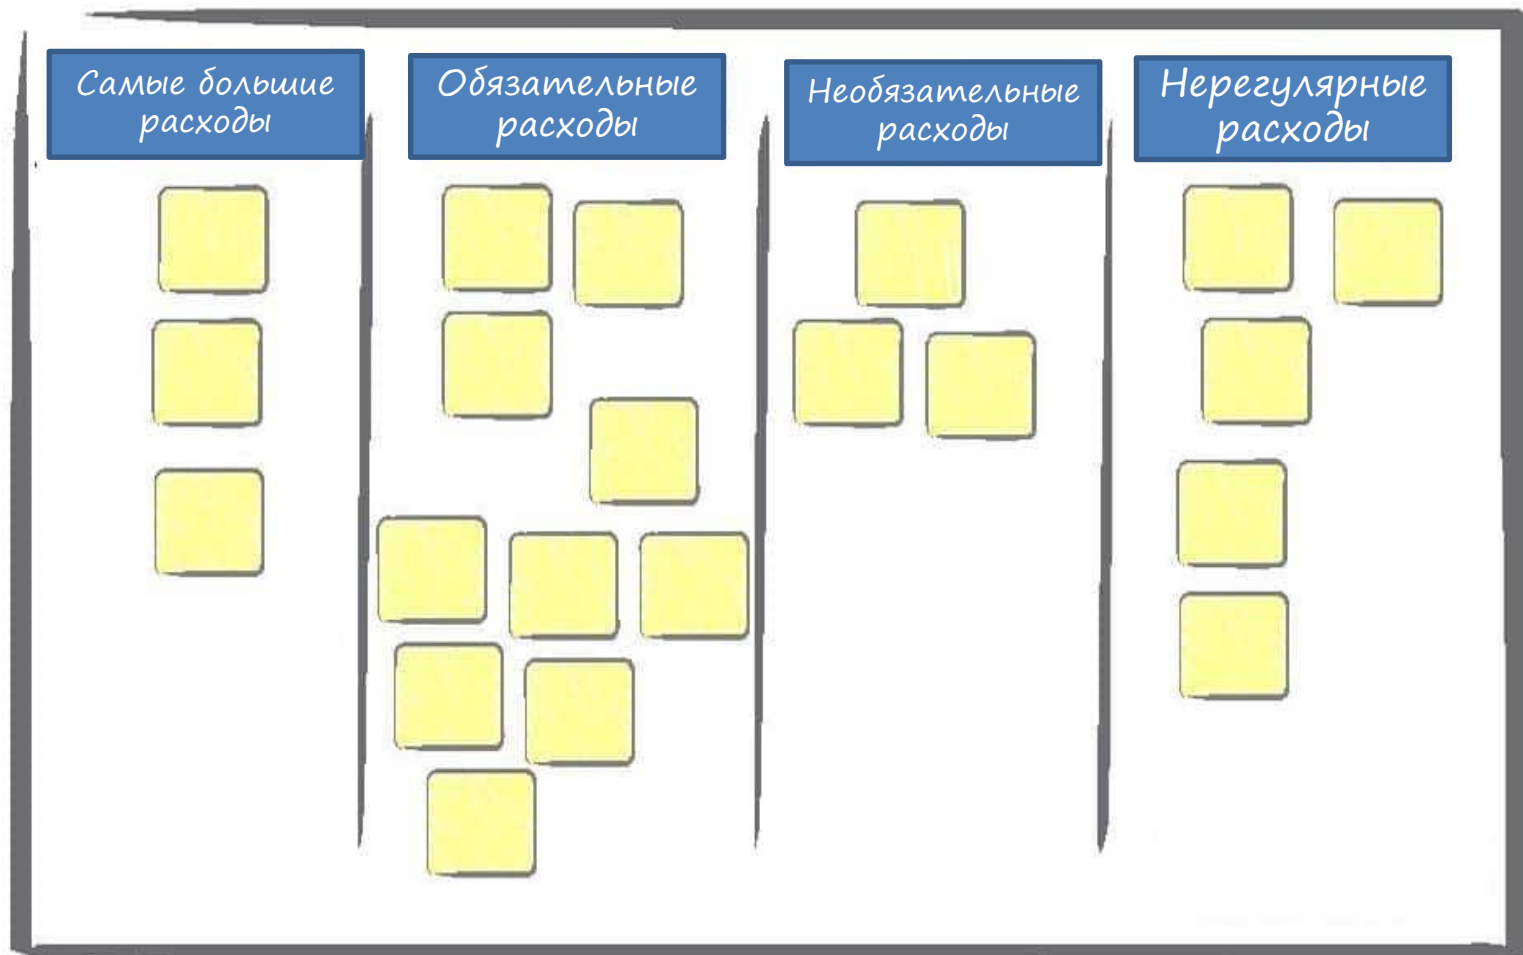 Самые большие
расходы
Обязательные
расходы
Необязательные
расходы
Нерегулярные
расходы